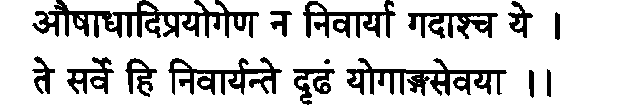 औषाधादिप्रयोगेण न निवार्या गदाश्च ये ।
ते सर्वे हि निवार्यन्ते दृढं योगाङ्गसेवया ।।